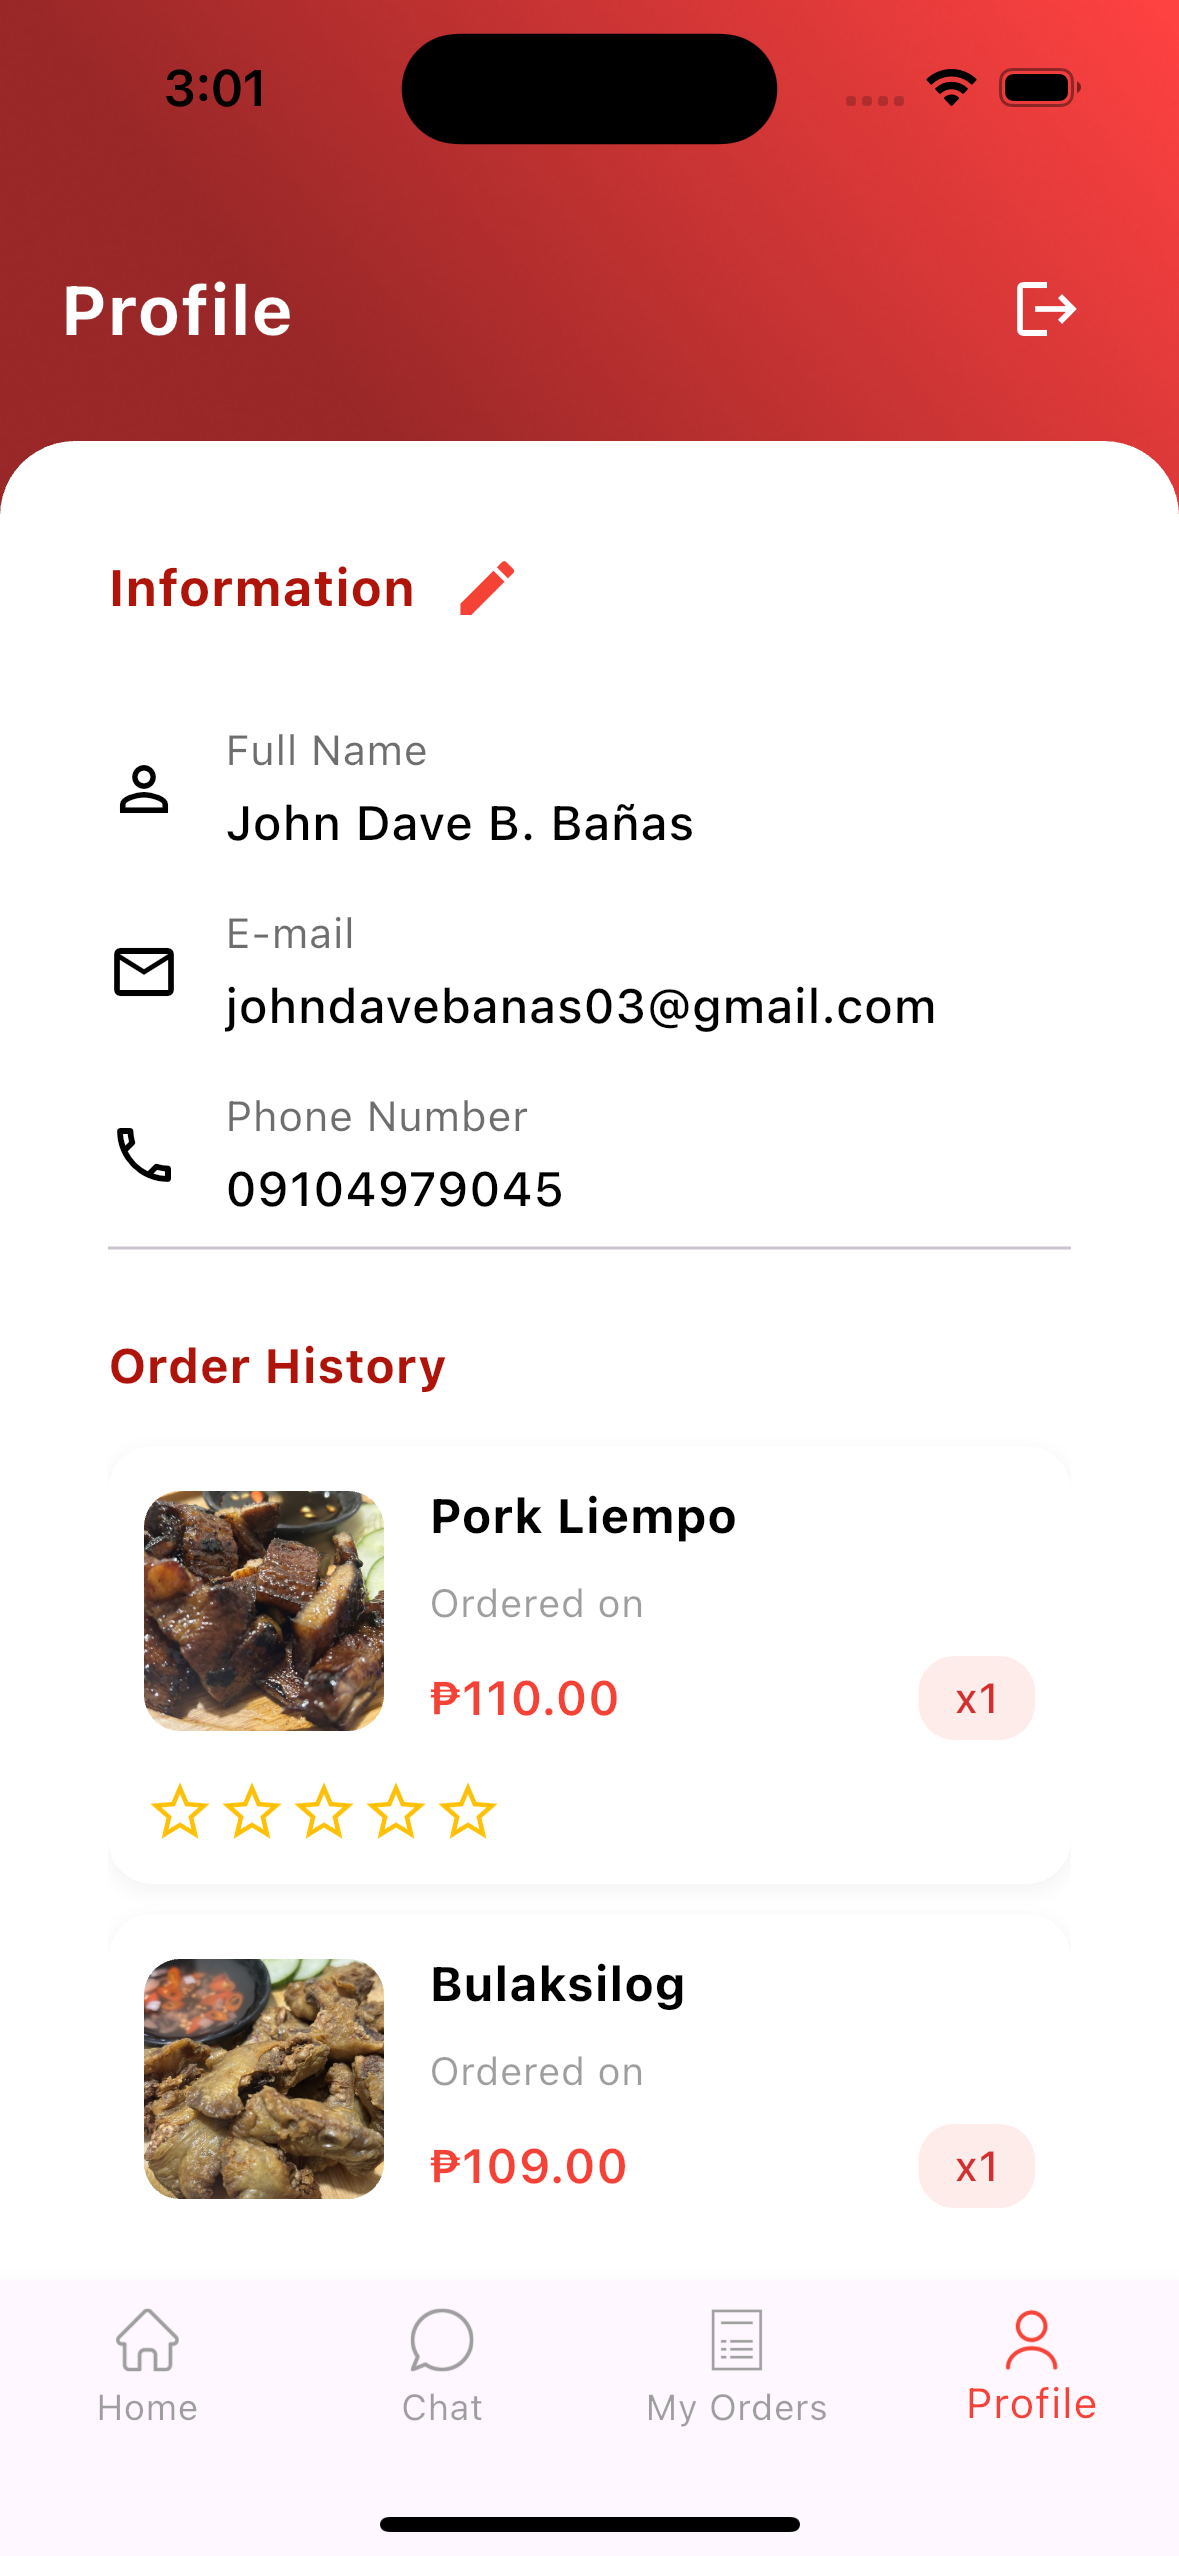 3:01
Profile
Information
Full Name
John Dave B. Bañas
E-mail
johndavebanas03@gmail.com
Phone Number
09104979045
Order History
Pork Liempo
Ordered on
₱110.00
x1
Bulaksilog
Ordered on
₱109.00
x1
Home
Chat
My Orders
Profile